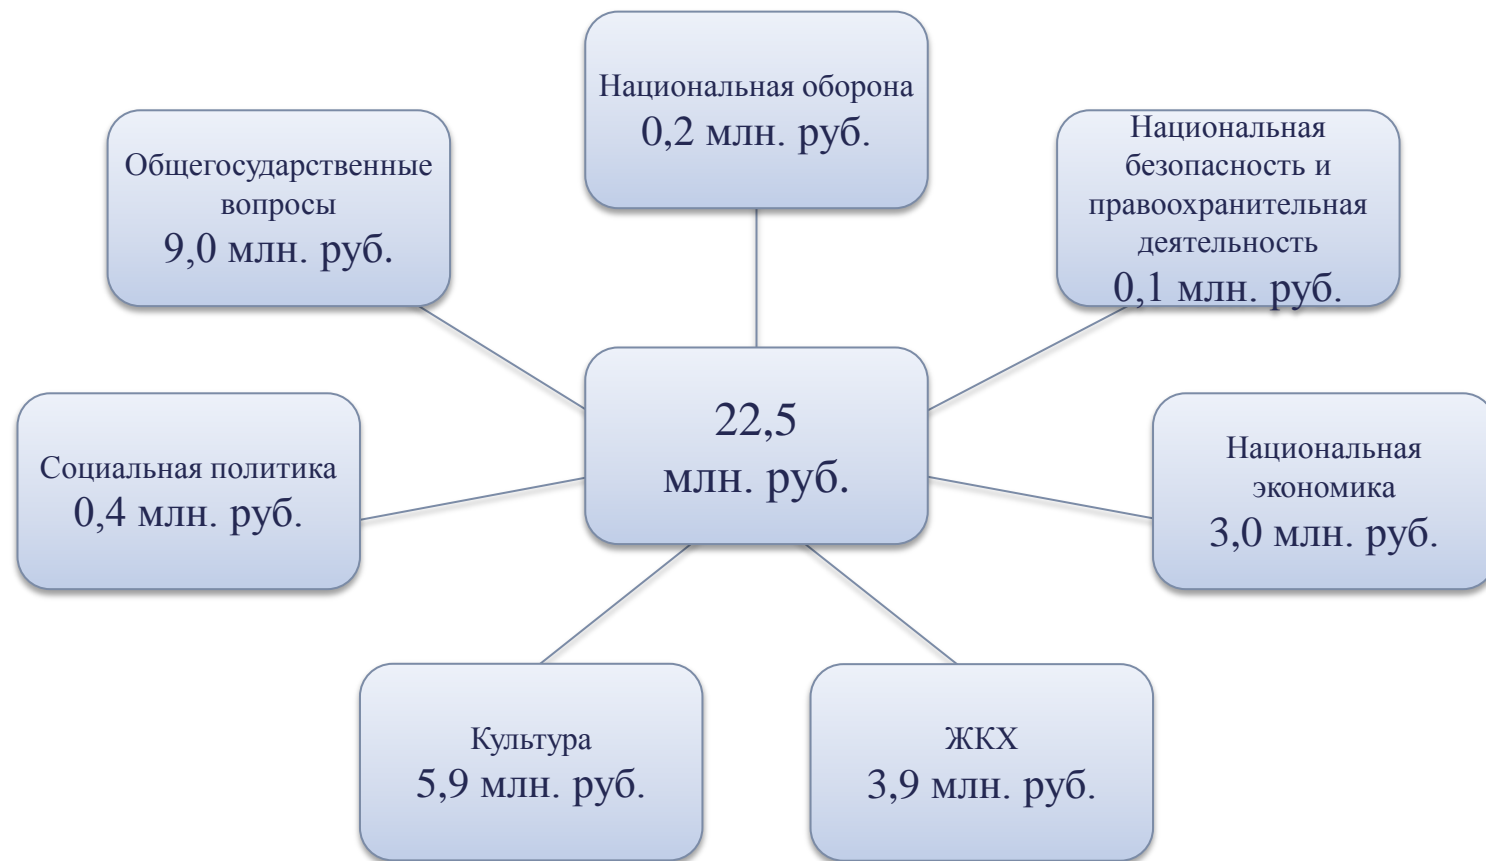 Национальная оборона
0,2 млн. руб.
Общегосударственные
вопросы
9,0 млн. руб.
Национальная
безопасность и
правоохранительная
деятельность
0,1 млн. руб.
22,5
млн. руб.
Социальная политика
0,4 млн. руб.
Национальная
экономика
3,0 млн. руб.
Культура
5,9 млн. руб.
ЖКХ
3,9 млн. руб.